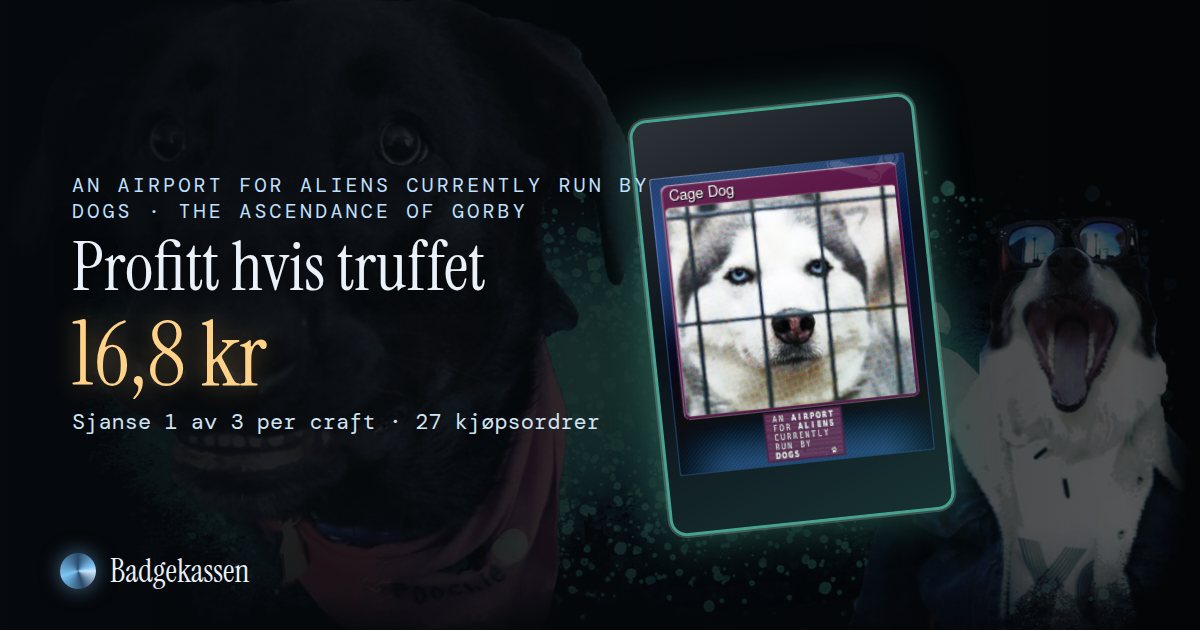 AN AIRPORT FOR ALIENS CURRENTLY RUN BY
DOGS · THE ASCENDANCE OF GORBY
Profitt hvis truffet
16,8 kr
Sjanse 1 av 3 per craft · 27 kjøpsordrer
Badgekassen
Cage Dog
AN AIRPORT
FOR ALIENS
CURRENTLY
RUN BY
DOGS